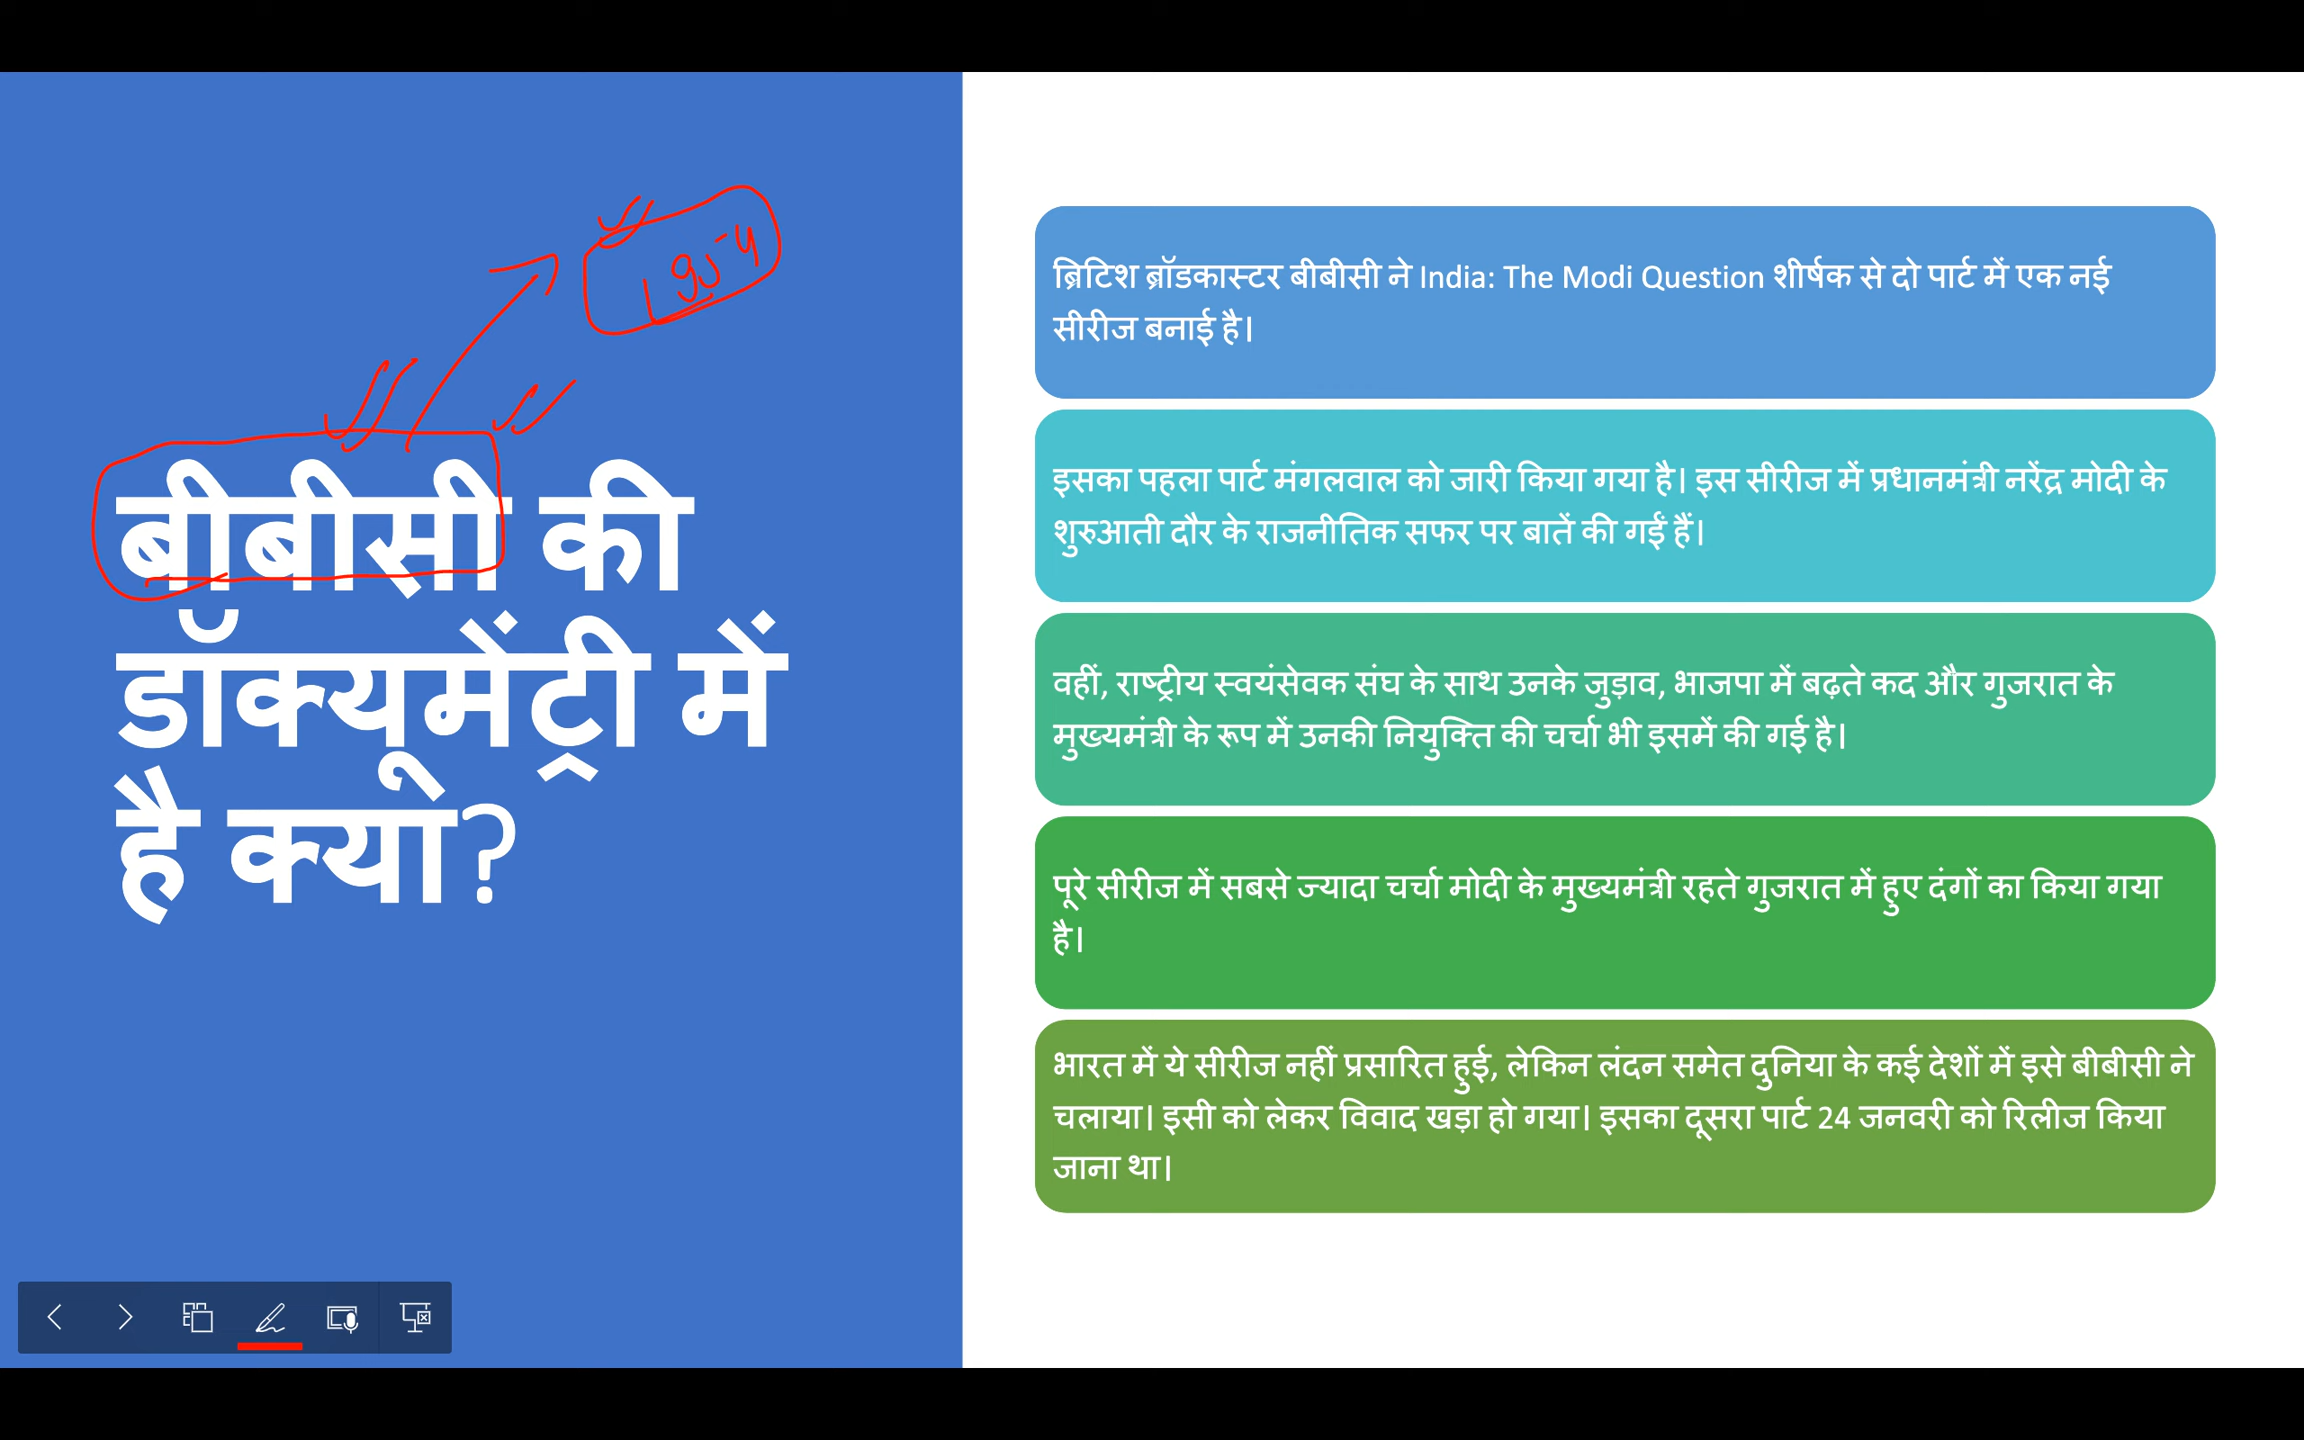 बीबीसी की
डॉक्यूमेंट्री में
है क्या?
ब्रिटिश ब्रॉडकास्टर बीबीसी ने India: The Modi Question शीर्षक से दो पार्ट में एक नई
सीरीज बनाई है।
इसका पहला पार्ट मंगलवाल को जारी किया गया है। इस सीरीज में प्रधानमंत्री नरेंद्र मोदी के
शुरुआती दौर के राजनीतिक सफर पर बातें की गईं हैं।
वहीं, राष्ट्रीय स्वयंसेवक संघ के साथ उनके जुड़ाव, भाजपा में बढ़ते कद और गुजरात के
मुख्यमंत्री के रूप में उनकी नियुक्ति की चर्चा भी इसमें की गई है।
पूरे सीरीज में सबसे ज्यादा चर्चा मोदी के मुख्यमंत्री रहते गुजरात में हुए दंगों का किया गया
है।
भारत में ये सीरीज नहीं प्रसारित हुई, लेकिन लंदन समेत दुनिया के कई देशों में इसे बीबीसी ने
चलाया। इसी को लेकर विवाद खड़ा हो गया। इसका दूसरा पार्ट 24 जनवरी को रिलीज किया
जाना था।